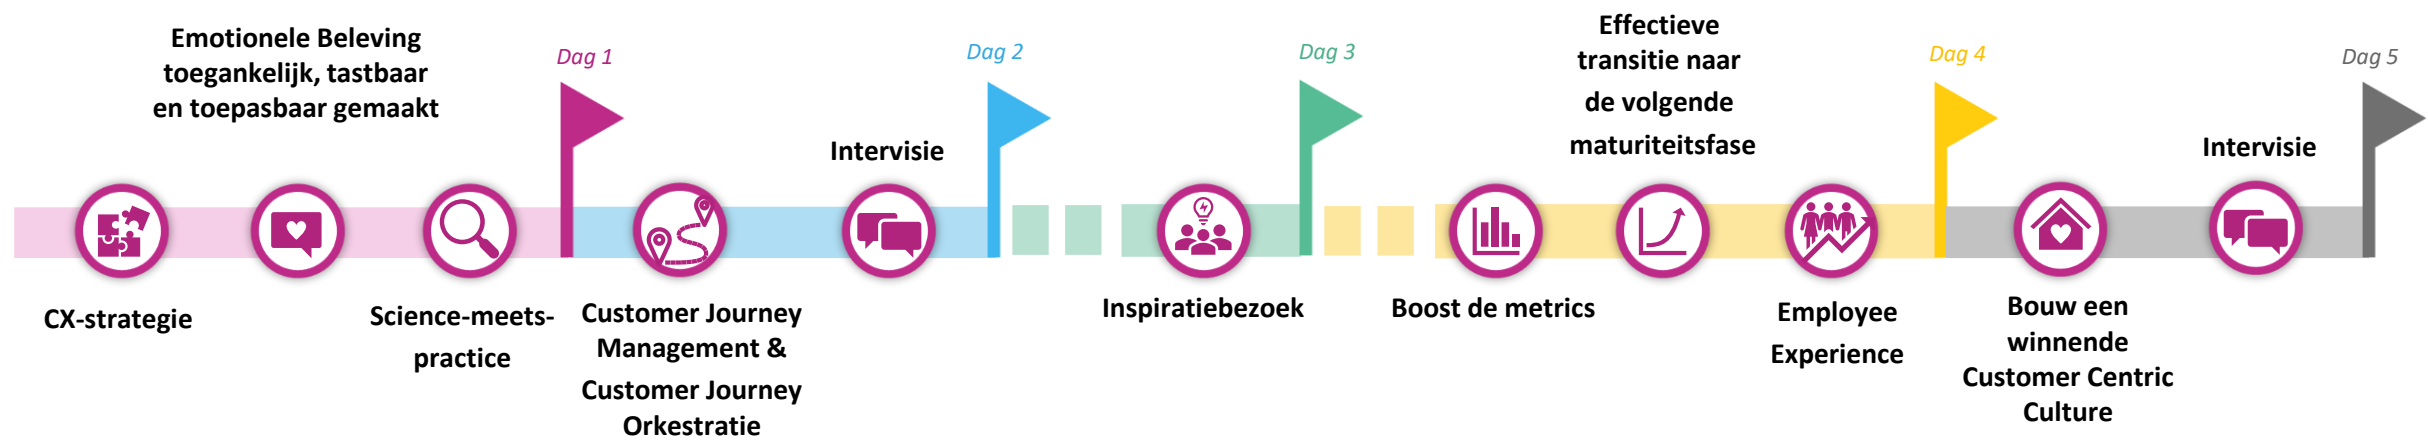 Emotionele Beleving
toegankelijk, tastbaar
en toepasbaar gemaakt
Dag 1
CX-strategie
Science-meets-
practice
Dag 2
Intervisie
Customer Journey
Management &
Customer Journey
Orkestratie
Dag 3
Inspiratiebezoek
Effectieve
transitie naar
de volgende
maturiteitsfase
Dag 4
Boost de metrics
Employee
Experience
Dag 5
Intervisie
Bouw een
winnende
Customer Centric
Culture